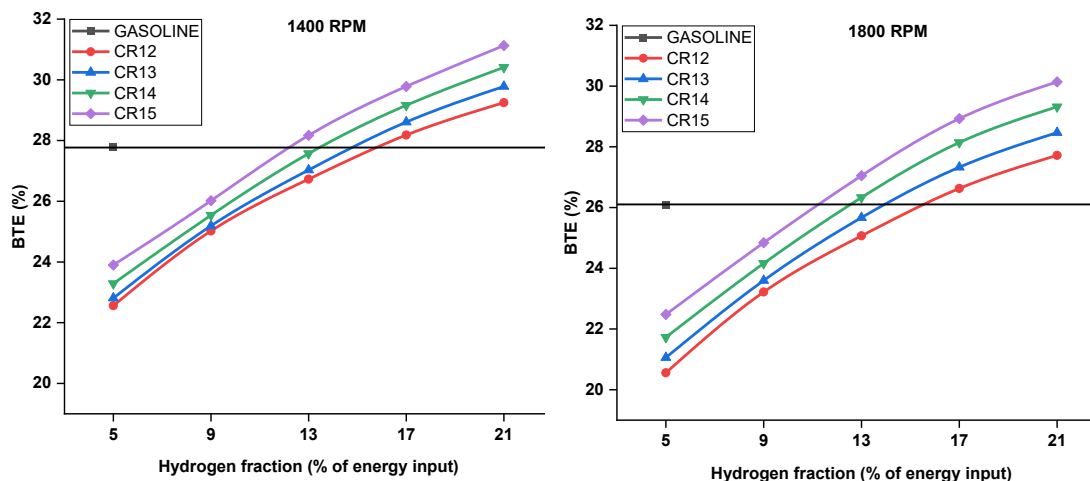 1400 RPM
GASOLINE
CR12
CR13
CR14
CR15
BTE (%)
32
30
28
26
24
22
20
5 9 13 17 21
Hydrogen fraction (% of energy input)
1800 RPM
GASOLINE
CR12
CR13
CR14
CR15
BTE (%)
32
30
28
26
24
22
20
5 9 13 17 21
Hydrogen fraction (% of energy input)